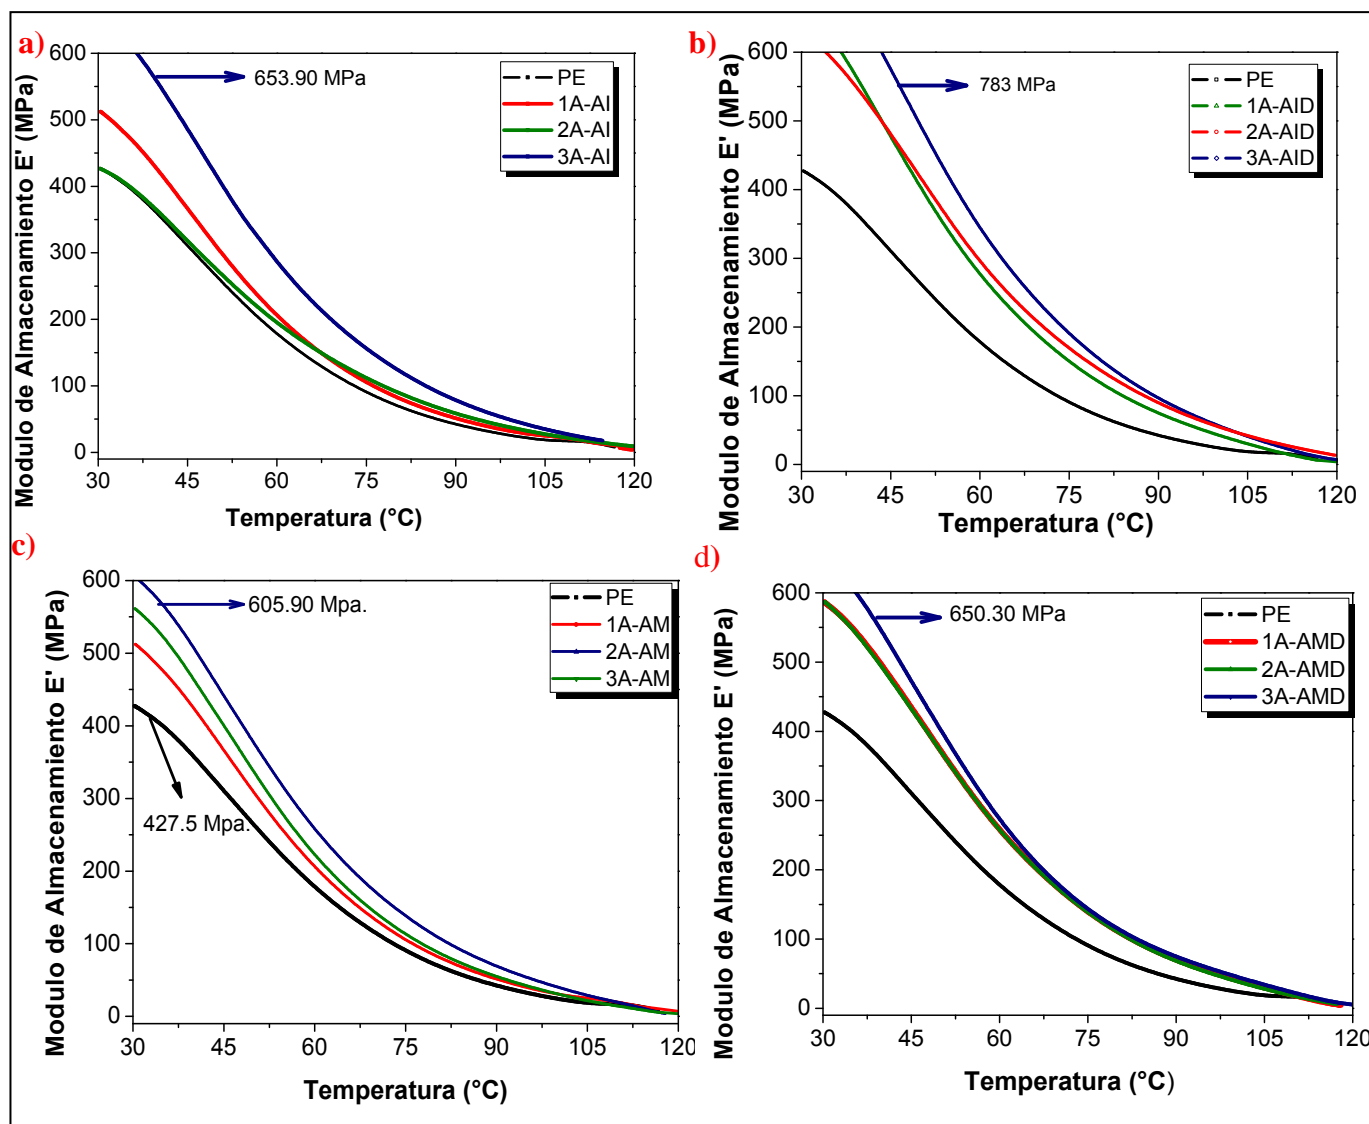 a)
Modulo de Almacenamiento E' (MPa)
600
500
400
300
200
100
0
653.90 MPa
PE
1A-AI
2A-AI
3A-AI
30 45 60 75 90 105 120
Temperatura (°C)
b)
Modulo de Almacenamiento E' (MPa)
600
500
400
300
200
100
0
783 MPa
PE
1A-AID
2A-AID
3A-AID
30 45 60 75 90 105 120
Temperatura (°C)
c)
Modulo de Almacenamiento E' (MPa)
600
500
400
300
200
100
0
605.90 Mpa.
427.5 Mpa.
PE
1A-AM
2A-AM
3A-AM
30 45 60 75 90 105 120
Temperatura (°C)
d)
Modulo de Almacenamiento E' (MPa)
600
500
400
300
200
100
0
650.30 MPa
PE
1A-AMD
2A-AMD
3A-AMD
30 45 60 75 90 105 120
Temperatura (°C)